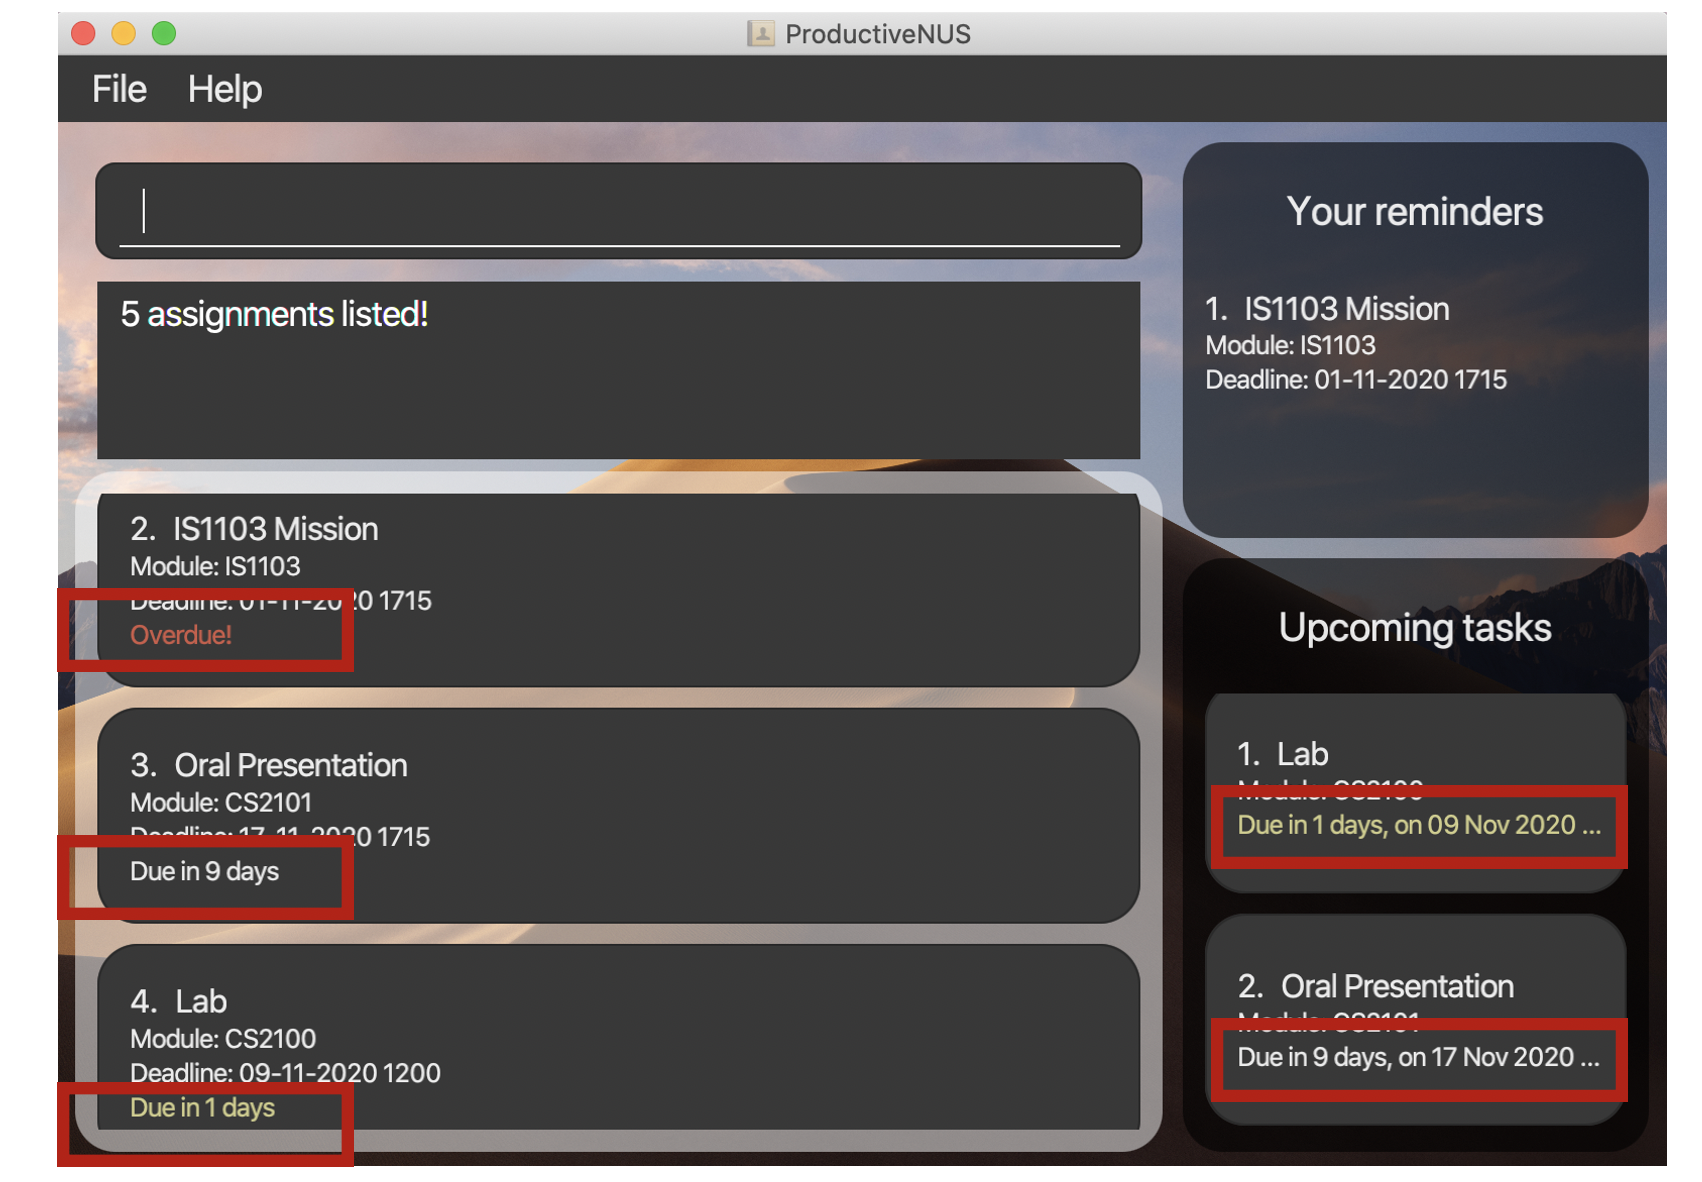 ProductiveNUS
File Help
5 assignments listed!
2. IS1103 Mission
Module: IS1103
Deadline: 01-11-2020 1715
Overdue!
3. Oral Presentation
Module: CS2101
Deadline: 17-11-2020 1715
Due in 9 days
4. Lab
Module: CS2100
Deadline: 09-11-2020 1200
Due in 1 days
Your reminders
1. IS1103 Mission
Module: IS1103
Deadline: 01-11-2020 1715
Upcoming tasks
1. Lab
Module: CS2100
Due in 1 days, on 09 Nov 2020 ...
2. Oral Presentation
Module: CS2101
Due in 9 days, on 17 Nov 2020 ...